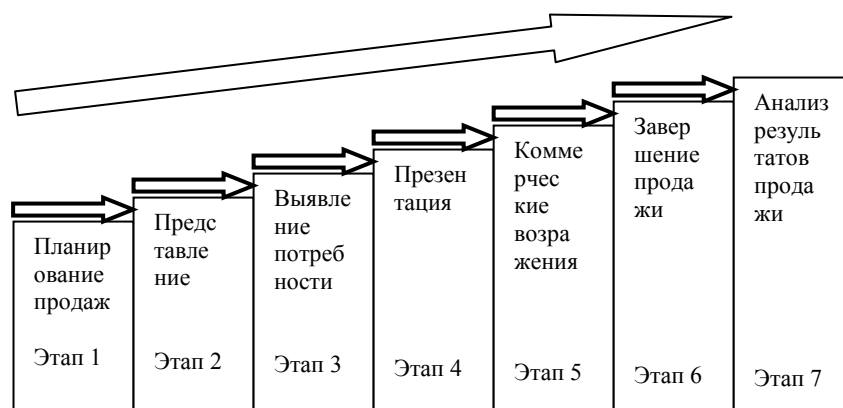 Планир
ование
продаж
Этап 1
Предс
тавле
ние
Этап 2
Выявле
ние
потреб
ности
Этап 3
Презен
тация
Этап 4
Комме
рчес
кие
возра
жения
Этап 5
Завер
шение
прода
жи
Этап 6
Анализ
резуль
татов
прода
жи
Этап 7